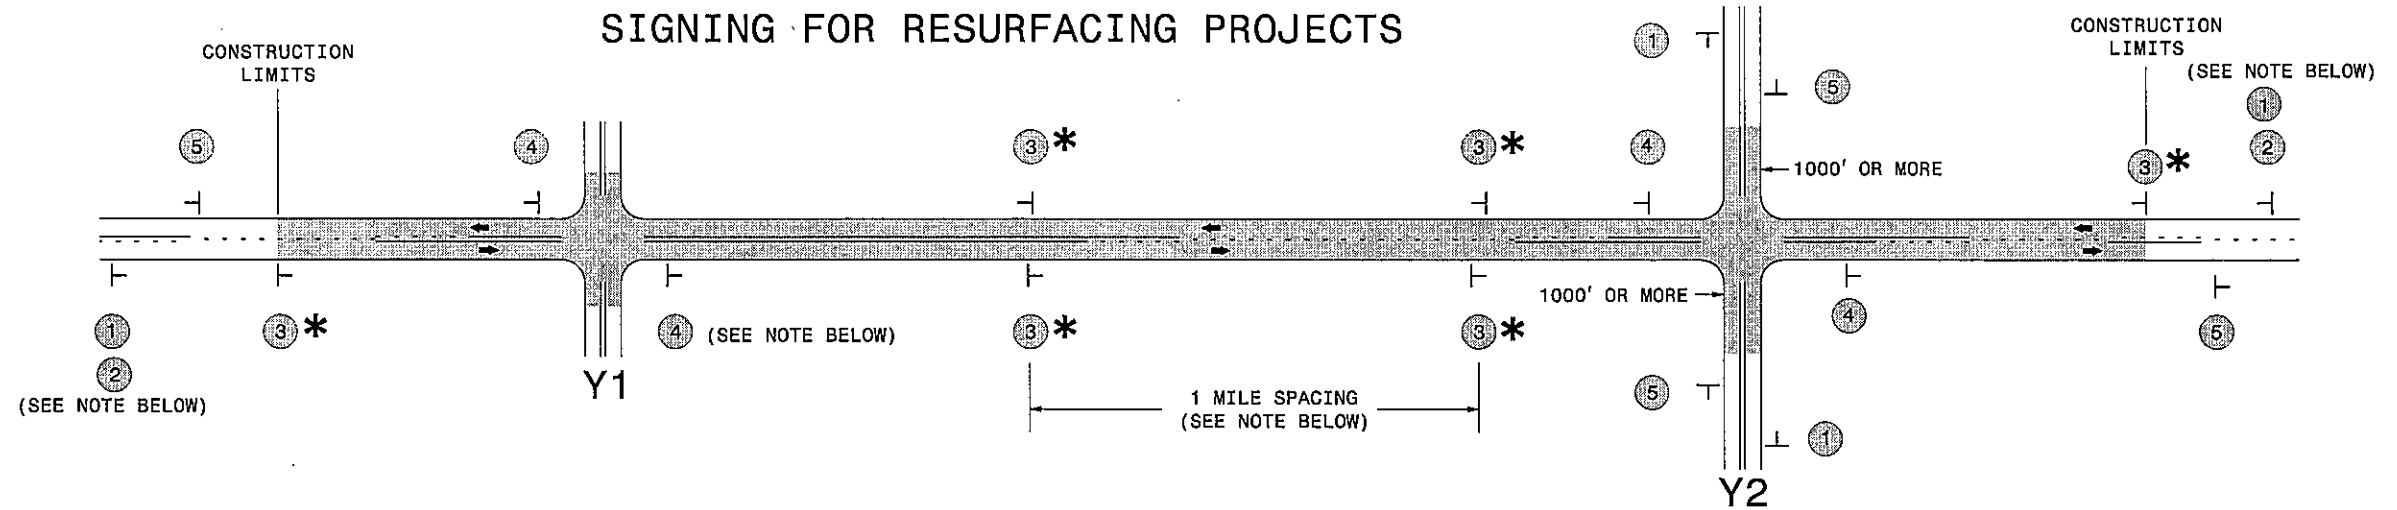 SIGNING FOR RESURFACING PROJECTS
CONSTRUCTION
LIMITS
CONSTRUCTION
LIMITS
(SEE NOTE BELOW)
1
1
2
5
5
4
3*
3*
4
3*
1000' OR MORE
1000' OR MORE
1
2
(SEE NOTE BELOW)
3*
4 (SEE NOTE BELOW)
3*
3*
4
5
Y1
1 MILE SPACING
(SEE NOTE BELOW)
5
1
Y2